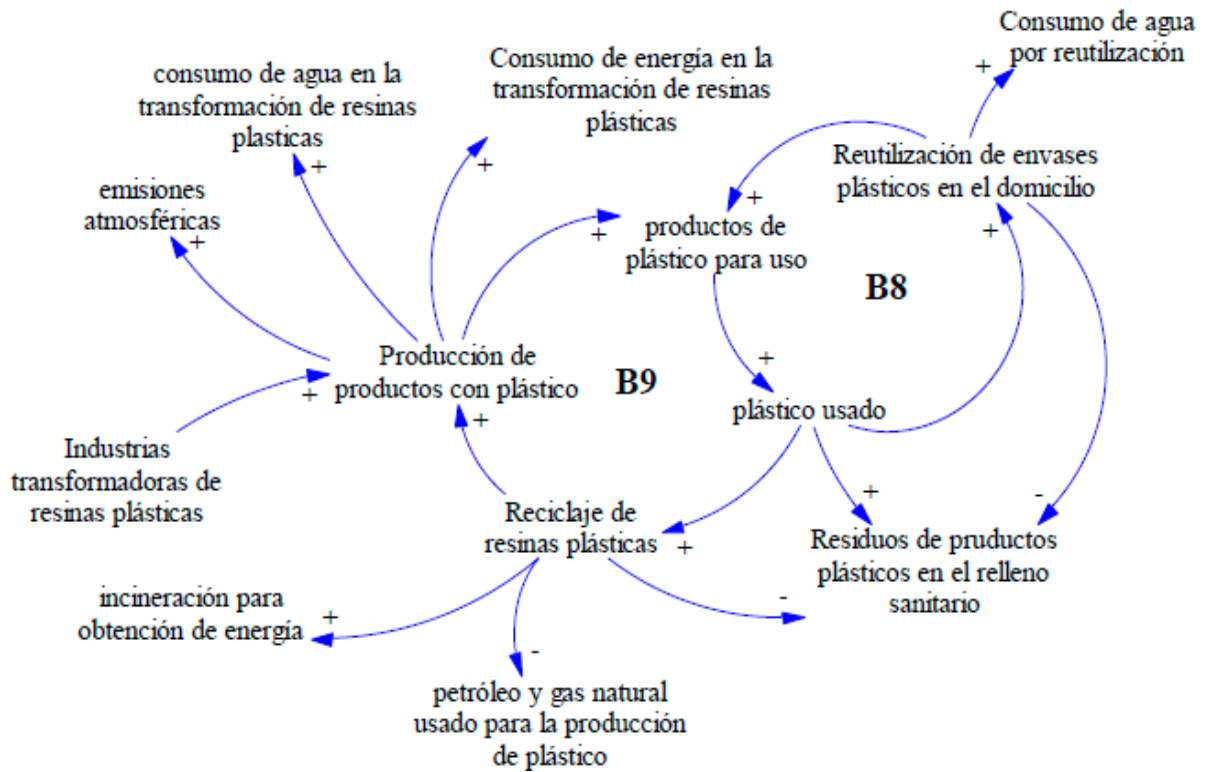 Consumo de agua
por reutilización
+
consumo de agua en la
transformación de resinas
plasticas
+
Consumo de energía en la
transformación de resinas
plásticas
+
Reutilización de envases
plásticos en el domicilio
+
emisiones
atmosféricas
+
+
productos de
plástico para uso
+
B8
Producción de
productos con plástico
+
+
B9
+
plástico usado
Industrias
transformadoras de
resinas plásticas
Reciclaje de
resinas plásticas
+
+
-
Residuos de pruductos
plásticos en el relleno
sanitario
incineración para
obtención de energía
+
-
-
petróleo y gas natural
usado para la producción
de plástico